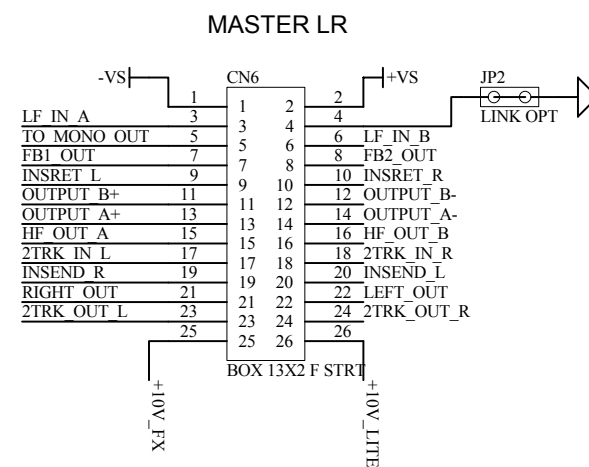 MASTER LR
-VS CN6 +VS JP2
1 1 2 2
LF_IN_A 3 3 4 4 LINK OPT
TO_MONO_OUT 5 5 6 6 LF_IN_B
FB1_OUT 7 7 8 8 FB2_OUT
INSRET_L 9 9 10 10 INSRET_R
OUTPUT_B+ 11 11 12 12 OUTPUT_B-
OUTPUT_A+ 13 13 14 14 OUTPUT_A-
HF_OUT_A 15 15 16 16 HF_OUT_B
2TRK_IN_L 17 17 18 18 2TRK_IN_R
INSEND_R 19 19 20 20 INSEND_L
RIGHT_OUT 21 21 22 22 LEFT_OUT
2TRK_OUT_L 23 23 24 24 2TRK_OUT_R
25 25 26 26
BOX 13X2 F STRT
+10V_FX
+10V_LITE